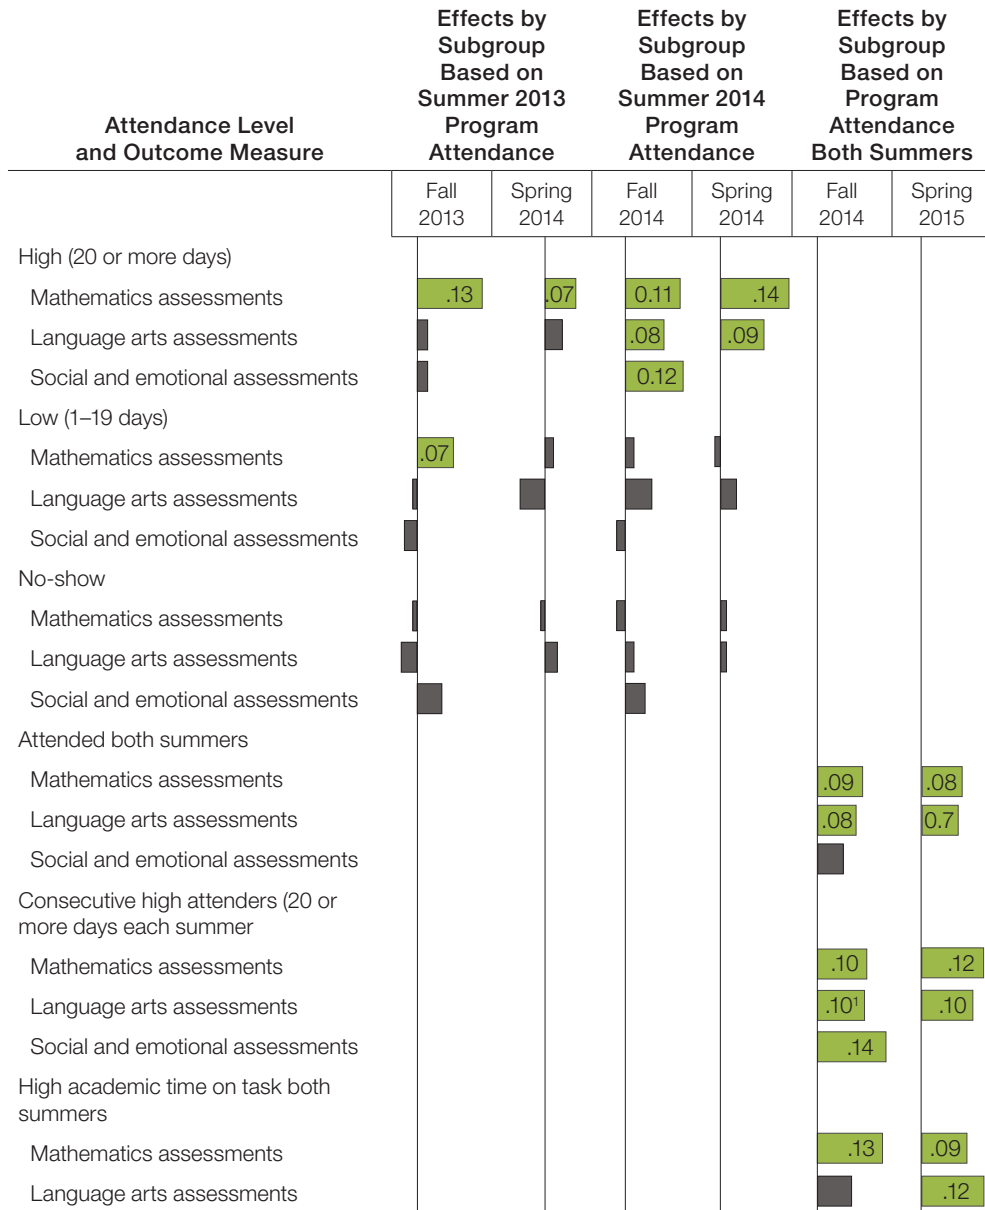 Attendance Level
and Outcome Measure
Effects by
Subgroup
Based on
Summer 2013
Program
Attendance
Effects by
Subgroup
Based on
Summer 2014
Program
Attendance
Effects by
Subgroup
Based on
Program
Attendance
Both Summers
Fall
2013
Spring
2014
Fall
2014
Spring
2014
Fall
2014
Spring
2015
High (20 or more days)
Mathematics assessments .13 .07 0.11 .14
Language arts assessments .08 .09
Social and emotional assessments 0.12
Low (1–19 days)
Mathematics assessments .07
Language arts assessments
Social and emotional assessments
No-show
Mathematics assessments
Language arts assessments
Social and emotional assessments
Attended both summers
Mathematics assessments .09 .08
Language arts assessments .08 0.7
Social and emotional assessments
Consecutive high attenders (20 or
more days each summer
Mathematics assessments .10 .12
Language arts assessments .10¹ .10
Social and emotional assessments .14
High academic time on task both
summers
Mathematics assessments .13 .09
Language arts assessments .12